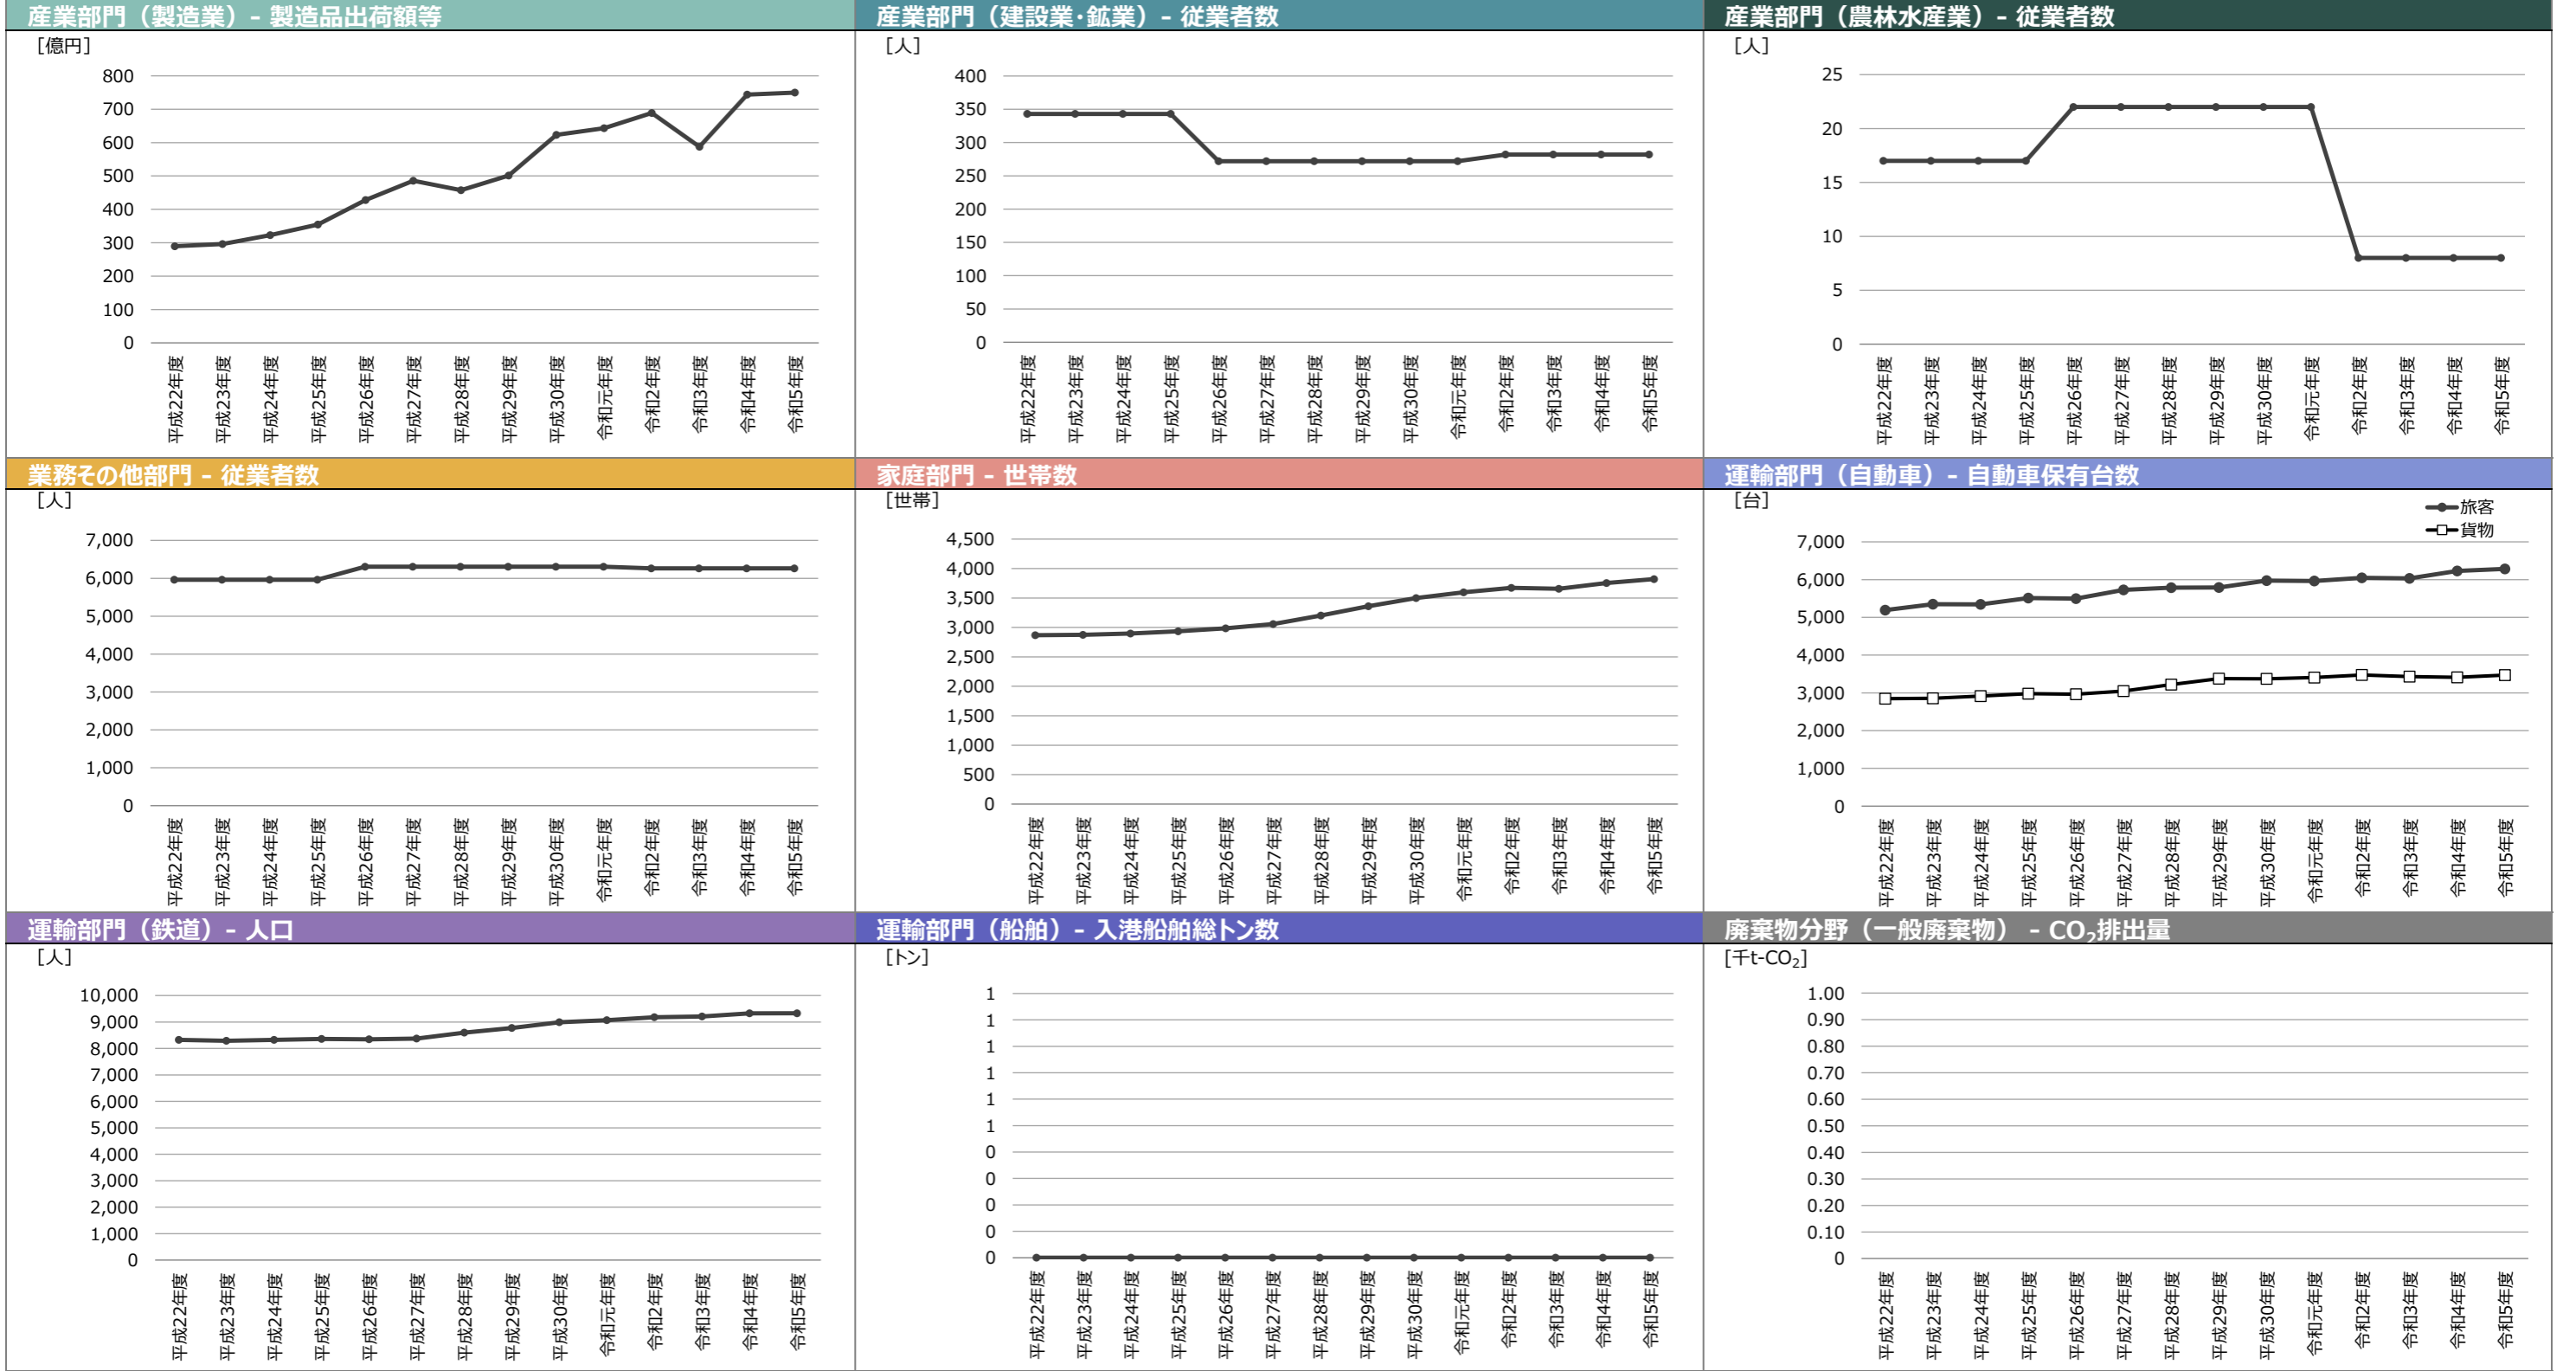 産業部門（製造業）- 製造品出荷額等
[億円]
800
700
600
500
400
300
200
100
0
平成22年度
平成23年度
平成24年度
平成25年度
平成26年度
平成27年度
平成28年度
平成29年度
平成30年度
令和元年度
令和2年度
令和3年度
令和4年度
令和5年度
産業部門（建設業・鉱業）- 従業者数
[人]
400
350
300
250
200
150
100
50
0
平成22年度
平成23年度
平成24年度
平成25年度
平成26年度
平成27年度
平成28年度
平成29年度
平成30年度
令和元年度
令和2年度
令和3年度
令和4年度
令和5年度
産業部門（農林水産業）- 従業者数
[人]
25
20
15
10
5
0
平成22年度
平成23年度
平成24年度
平成25年度
平成26年度
平成27年度
平成28年度
平成29年度
平成30年度
令和元年度
令和2年度
令和3年度
令和4年度
令和5年度
業務その他部門 - 従業者数
[人]
7,000
6,000
5,000
4,000
3,000
2,000
1,000
0
平成22年度
平成23年度
平成24年度
平成25年度
平成26年度
平成27年度
平成28年度
平成29年度
平成30年度
令和元年度
令和2年度
令和3年度
令和4年度
令和5年度
家庭部門 - 世帯数
[世帯]
4,500
4,000
3,500
3,000
2,500
2,000
1,500
1,000
500
0
平成22年度
平成23年度
平成24年度
平成25年度
平成26年度
平成27年度
平成28年度
平成29年度
平成30年度
令和元年度
令和2年度
令和3年度
令和4年度
令和5年度
運輸部門（自動車）- 自動車保有台数
[台]
旅客
貨物
7,000
6,000
5,000
4,000
3,000
2,000
1,000
0
平成22年度
平成23年度
平成24年度
平成25年度
平成26年度
平成27年度
平成28年度
平成29年度
平成30年度
令和元年度
令和2年度
令和3年度
令和4年度
令和5年度
運輸部門（鉄道）- 人口
[人]
10,000
9,000
8,000
7,000
6,000
5,000
4,000
3,000
2,000
1,000
0
平成22年度
平成23年度
平成24年度
平成25年度
平成26年度
平成27年度
平成28年度
平成29年度
平成30年度
令和元年度
令和2年度
令和3年度
令和4年度
令和5年度
運輸部門（船舶）- 入港船舶総トン数
[トン]
1
1
1
1
1
1
0
0
0
0
0
平成22年度
平成23年度
平成24年度
平成25年度
平成26年度
平成27年度
平成28年度
平成29年度
平成30年度
令和元年度
令和2年度
令和3年度
令和4年度
令和5年度
廃棄物分野（一般廃棄物） - CO₂排出量
[千t-CO₂]
1.00
0.90
0.80
0.70
0.60
0.50
0.40
0.30
0.20
0.10
0
平成22年度
平成23年度
平成24年度
平成25年度
平成26年度
平成27年度
平成28年度
平成29年度
平成30年度
令和元年度
令和2年度
令和3年度
令和4年度
令和5年度